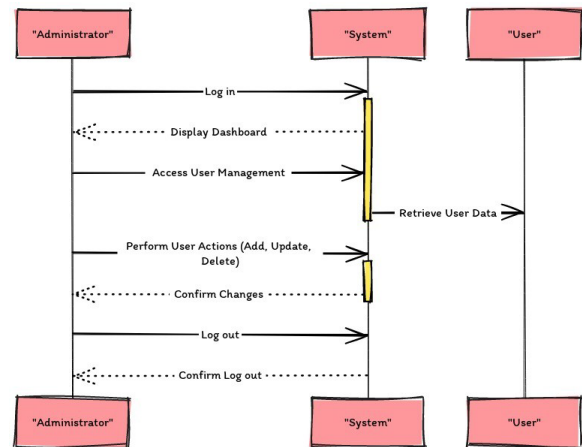 "Administrator"
"System"
"User"
Log in
Display Dashboard
Access User Management
Retrieve User Data
Perform User Actions (Add, Update,
Delete)
Confirm Changes
Log out
Confirm Log out
"Administrator"
"System"
"User"